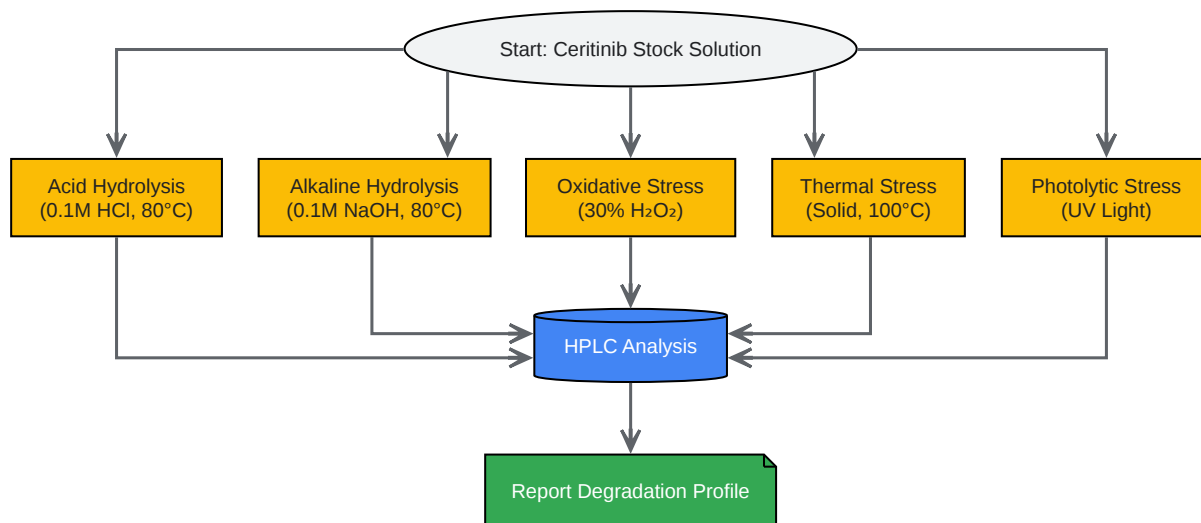 Start: Ceritinib Stock Solution
Acid Hydrolysis
(0.1M HCl, 80°C)
Alkaline Hydrolysis
(0.1M NaOH, 80°C)
Oxidative Stress
(30% H₂O₂)
Thermal Stress
(Solid, 100°C)
Photolytic Stress
(UV Light)
HPLC Analysis
Report Degradation Profile